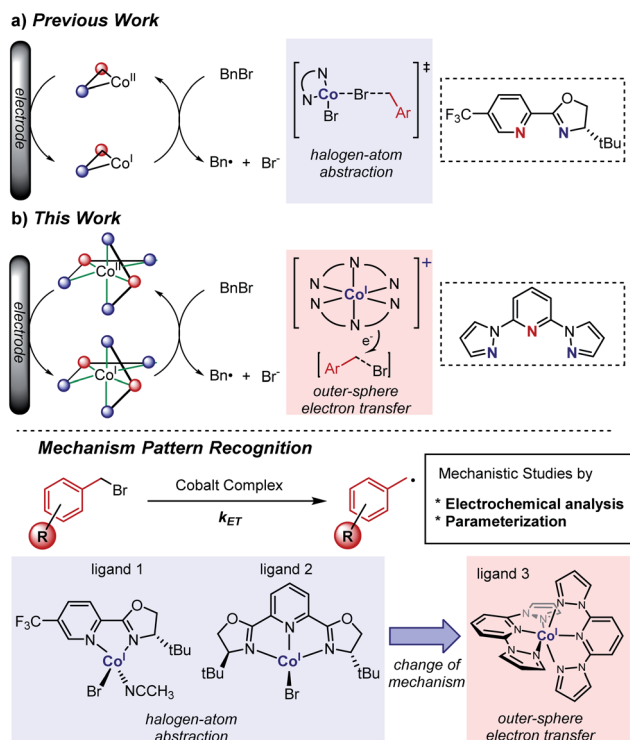 a) Previous Work
electrode
Co^II
Co^I
BnBr
Bn• + Br^-
N
N
Co
Br
Br
Ar
‡
halogen-atom
abstraction
F3C
N
O
N
tBu
b) This Work
electrode
Co^II
Co^I
BnBr
Bn• + Br^-
N
N
N
N
N
N
Co^I
+
e^-
Ar
Br
outer-sphere
electron transfer
N
N
N
N
N
Mechanism Pattern Recognition
Br
R
Cobalt Complex
k_ET
•
R
Mechanistic Studies by
* Electrochemical analysis
* Parameterization
ligand 1
F3C
N
O
N
tBu
Co^I
Br
NCCH3
ligand 2
O
N
N
N
O
tBu
tBu
Co^I
Br
halogen-atom
abstraction
change of
mechanism
ligand 3
N
N
N
N
N
N
N
N
N
N
Co^I
outer-sphere
electron transfer